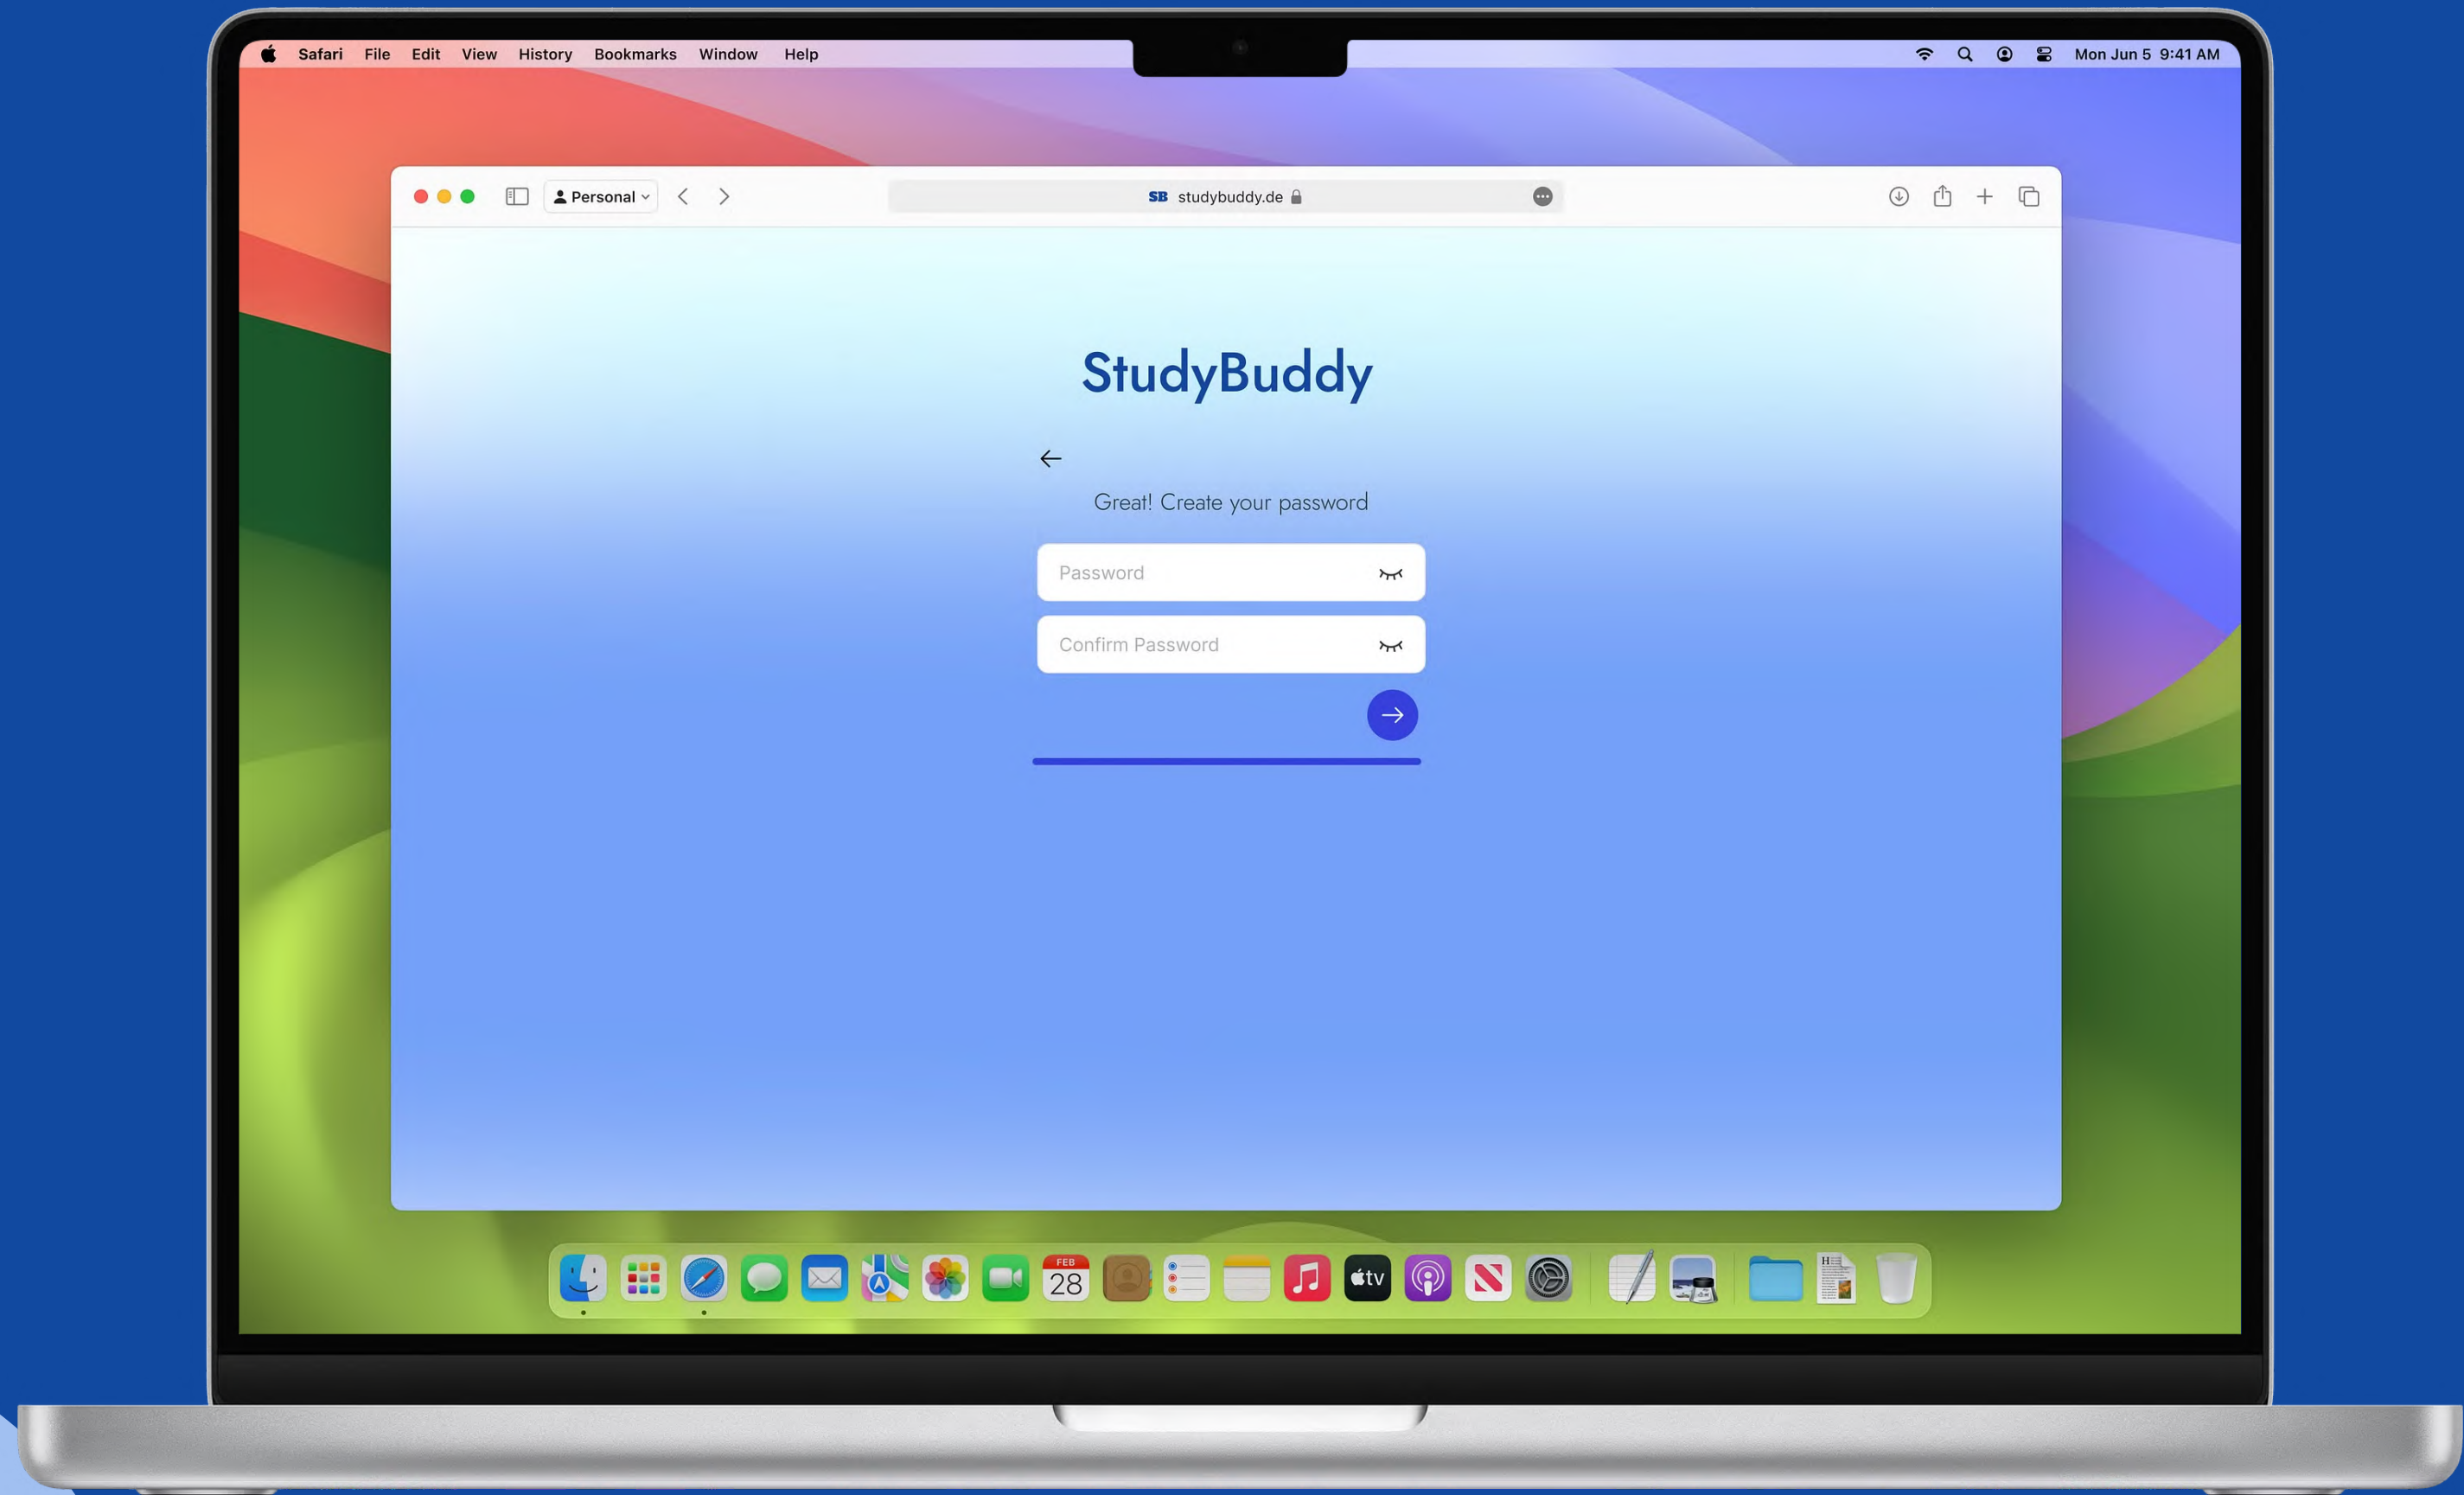 Safari File Edit View History Bookmarks Window Help Mon Jun 5 9:41 AM
Personal SB studybuddy.de
StudyBuddy
Great! Create your password
Password
Confirm Password
FEB
28
tv